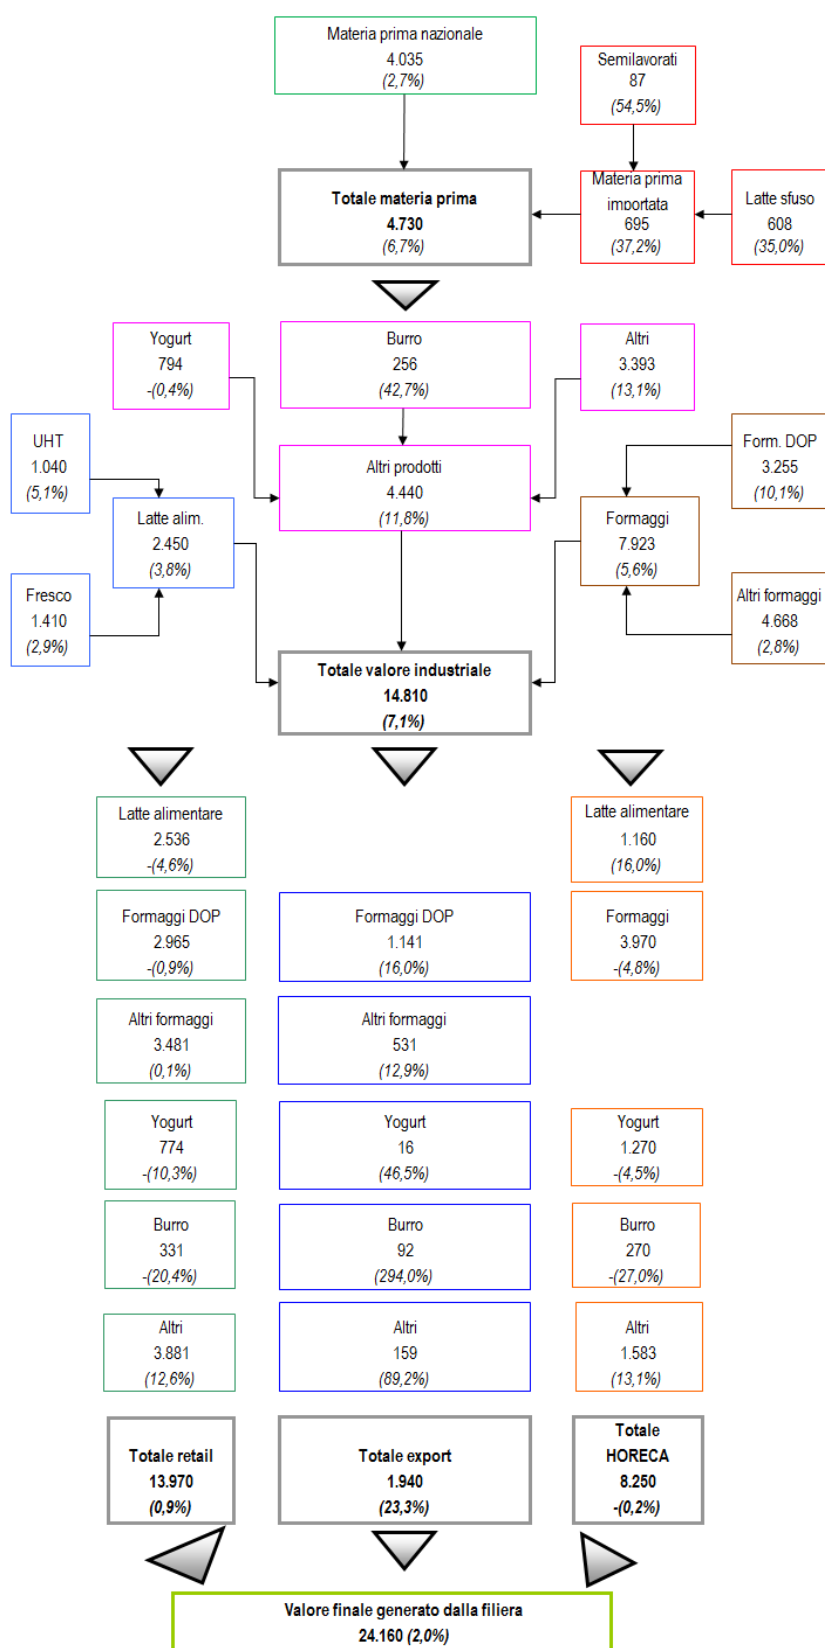 Materia prima nazionale
4.035
(2,7%)
Semilavorati
87
(54,5%)
Totale materia prima
4.730
(6,7%)
Materia prima
importata
695
(37,2%)
Latte sfuso
608
(35,0%)
Yogurt
794
-(0,4%)
Burro
256
(42,7%)
Altri
3.393
(13,1%)
UHT
1.040
(5,1%)
Altri prodotti
4.440
(11,8%)
Form. DOP
3.255
(10,1%)
Latte alim.
2.450
(3,8%)
Formaggi
7.923
(5,6%)
Fresco
1.410
(2,9%)
Altri formaggi
4.668
(2,8%)
Totale valore industriale
14.810
(7,1%)
Latte alimentare
2.536
-(4,6%)
Latte alimentare
1.160
(16,0%)
Formaggi DOP
2.965
-(0,9%)
Formaggi DOP
1.141
(16,0%)
Formaggi
3.970
-(4,8%)
Altri formaggi
3.481
(0,1%)
Altri formaggi
531
(12,9%)
Yogurt
774
-(10,3%)
Yogurt
16
(46,5%)
Yogurt
1.270
-(4,5%)
Burro
331
-(20,4%)
Burro
92
(294,0%)
Burro
270
-(27,0%)
Altri
3.881
(12,6%)
Altri
159
(89,2%)
Altri
1.583
(13,1%)
Totale retail
13.970
(0,9%)
Totale export
1.940
(23,3%)
Totale
HORECA
8.250
-(0,2%)
Valore finale generato dalla filiera
24.160 (2,0%)